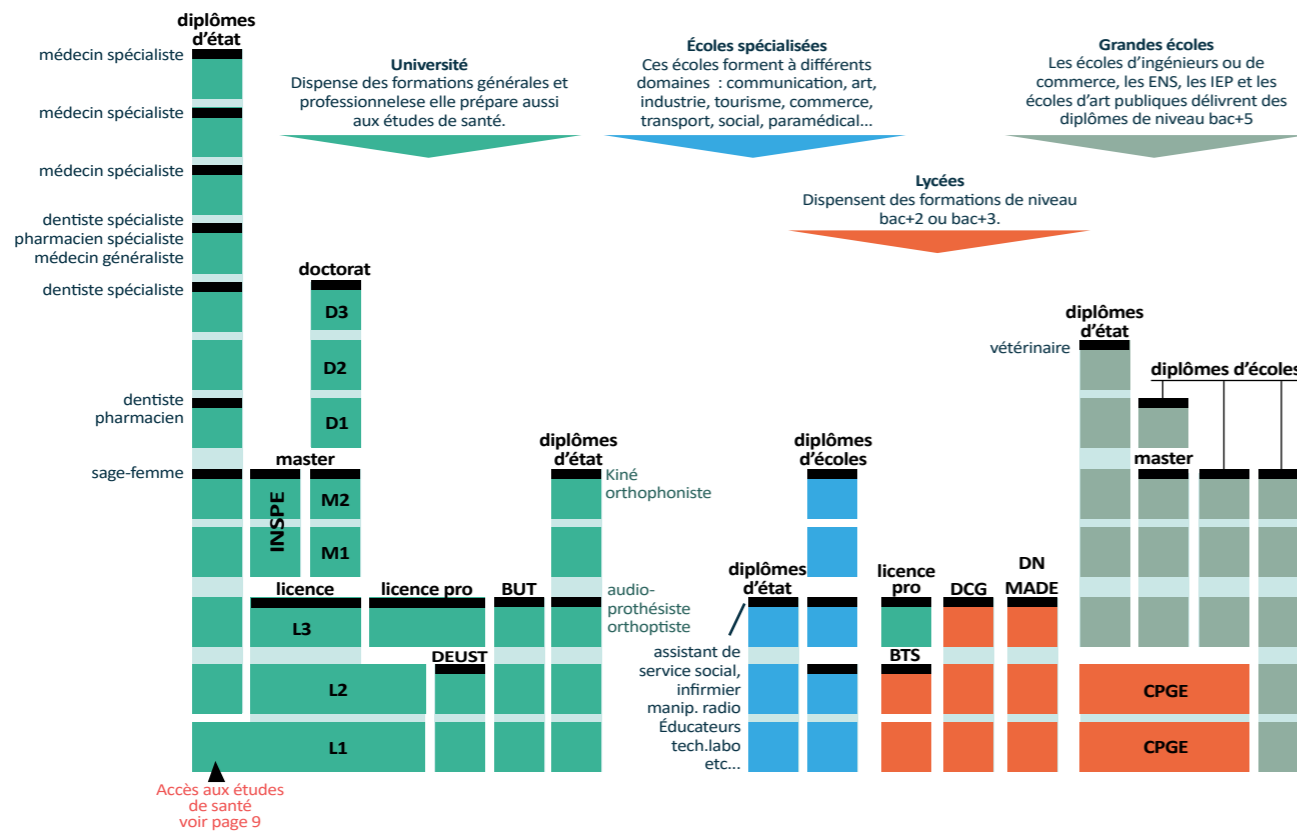 diplômes
d'état
médecin spécialiste
médecin spécialiste
médecin spécialiste
dentiste spécialiste
pharmacien spécialiste
médecin généraliste
dentiste spécialiste
dentiste
pharmacien
sage-femme
Université
Dispense des formations générales et
professionnelese elle prépare aussi
aux études de santé.
Écoles spécialisées
Ces écoles forment à différents
domaines : communication, art,
industrie, tourisme, commerce,
transport, social, paramédical...
Grandes écoles
Les écoles d'ingénieurs ou de
commerce, les ENS, les IEP et les
écoles d'art publiques délivrent des
diplômes de niveau bac+5
Lycées
Dispensent des formations de niveau
bac+2 ou bac+3.
doctorat
D3
D2
D1
master
INSPE
M2
M1
licence
L3
licence pro
BUT
DEUST
L2
L1
diplômes
d'état
Kiné
orthophoniste
audio-
prothésiste
orthoptiste
Accès aux études
de santé
voir page 9
diplômes
d'écoles
diplômes
d'état
assistant de
service social,
infirmier
manip. radio
Éducateurs
tech.labo
etc...
licence
pro
BTS
DCG
DN
MADE
diplômes
d'état
vétérinaire
diplômes d'écoles
master
CPGE
CPGE